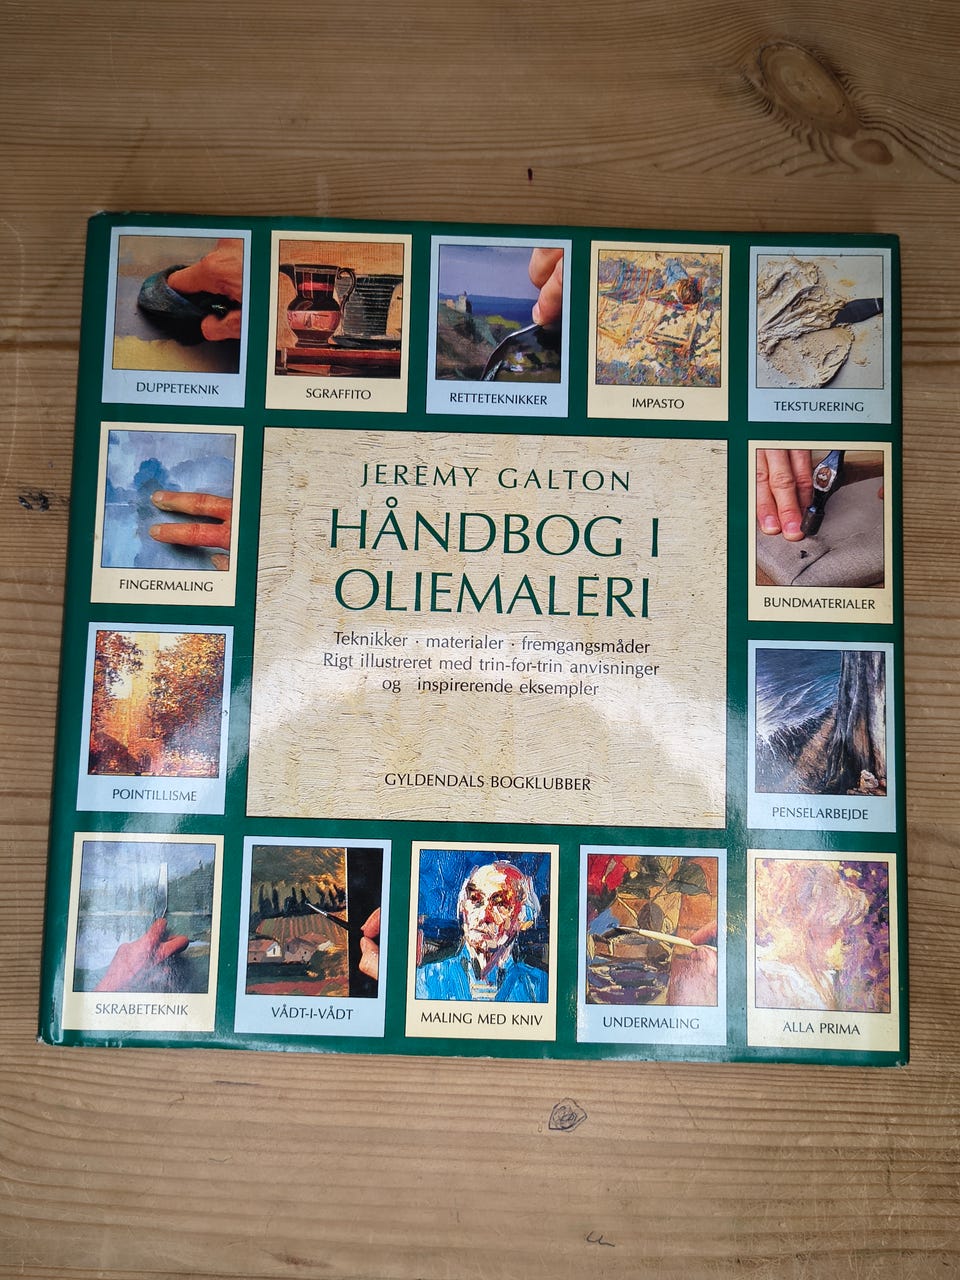 DUPPETEKNIK
SGRAFFITO
RETTETEKNIKKER
IMPASTO
TEKSTURERING
FINGERMALING
JEREMY GALTON
HÅNDBOG I
OLIEMALERI
Teknikker · materialer · fremgangsmåder
Rigt illustreret med trin-for-trin anvisninger
og inspirerende eksempler
GYLDENDALS BOGKLUBBER
BUNDMATERIALER
POINTILLISME
PENSELARBEJDE
SKRABETEKNIK
VÅDT-I-VÅDT
MALING MED KNIV
UNDERMALING
ALLA PRIMA